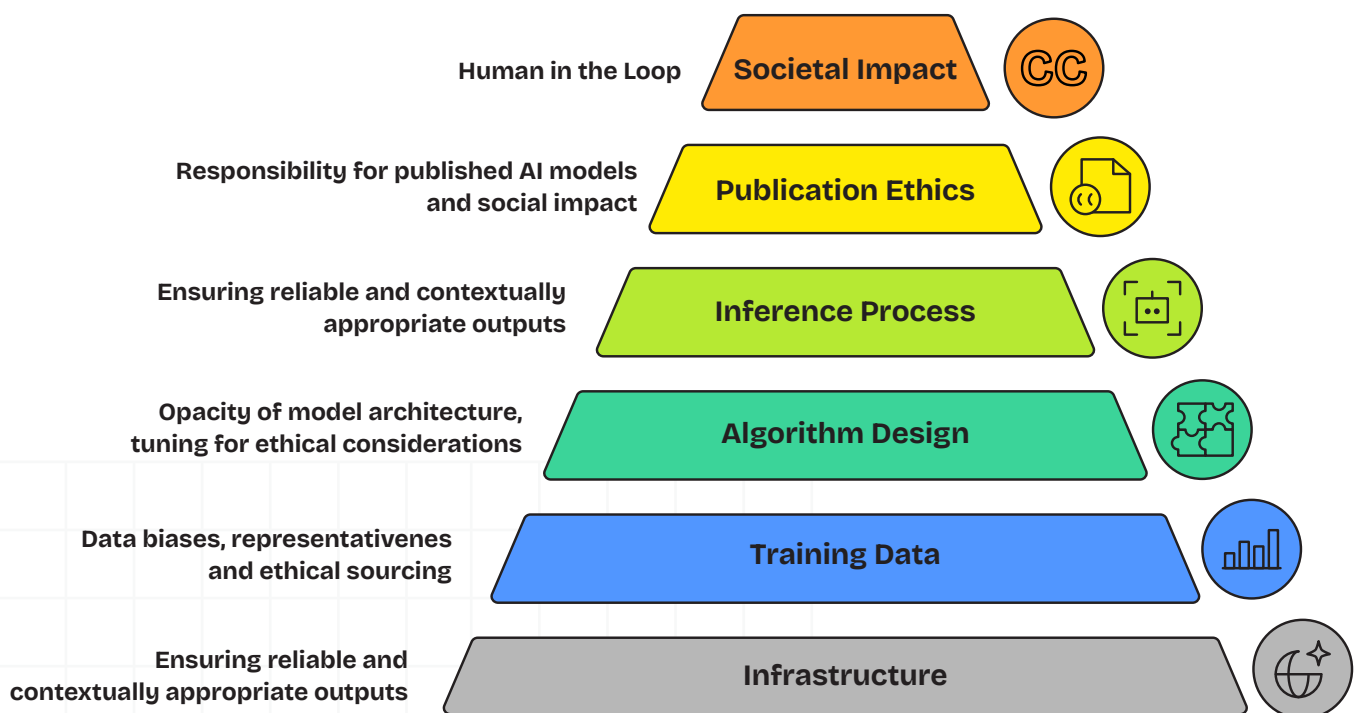 Human in the Loop
Societal Impact
CC
Responsibility for published AI models
and social impact
Publication Ethics
Ensuring reliable and contextually
appropriate outputs
Inference Process
Opacity of model architecture,
tuning for ethical considerations
Algorithm Design
Data biases, representativenes
and ethical sourcing
Training Data
Ensuring reliable and
contextually appropriate outputs
Infrastructure